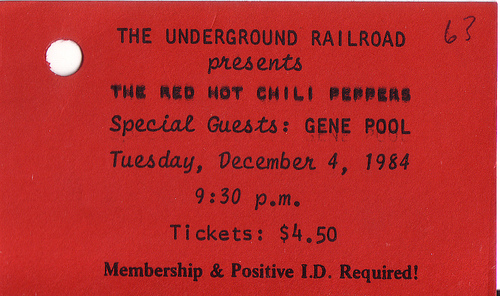 63
THE UNDERGROUND RAILROAD
presents
THE RED HOT CHILI PEPPERS
Special Guests: GENE POOL
Tuesday, December 4, 1984
9:30 p.m.
Tickets: $4.50
Membership & Positive I.D. Required!